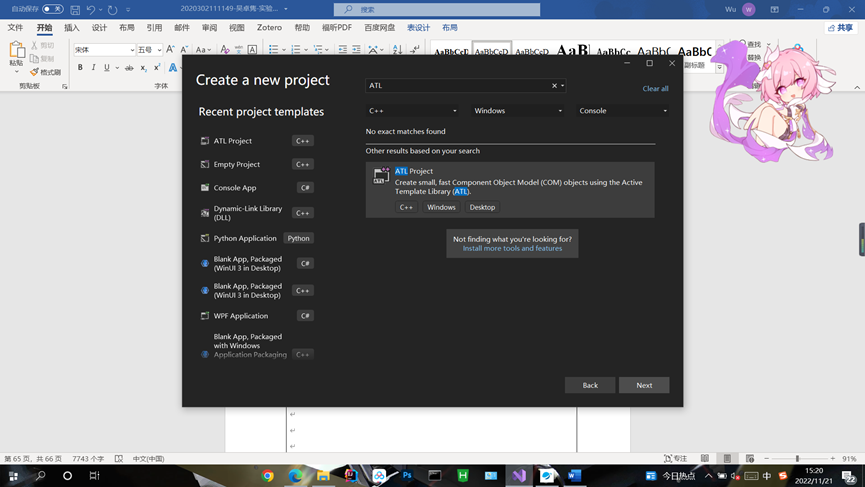 自动保存 关
2020302111149-吴卓隽-实验...
搜索
Wu W
文件 开始 插入 设计 布局 引用 邮件 审阅 视图 Zotero 帮助 福昕PDF 百度网盘 表设计 布局
共享
粘贴
剪切
复制
格式刷
剪贴板
宋体 五号
字体
AaBbCcD AaBbCcD AaBbCcD AaB AaBbCc AaBbC AaBbC
副标题
查找
替换
Create a new project
ATL
Clear all
Recent project templates
C++ Windows Console
No exact matches found
Other results based on your search
ATL Project C++
Empty Project C++
Console App C#
Dynamic-Link Library
(DLL) C++
Python Application Python
Blank App, Packaged
(WinUI 3 in Desktop) C#
Blank App, Packaged
(WinUI 3 in Desktop) C++
WPF Application C#
Blank App, Packaged
with Windows
Application Packaging C++
ATL Project
Create small, fast Component Object Model (COM) objects using the Active
Template Library (ATL).
C++ Windows Desktop
Not finding what you're looking for?
Install more tools and features
Back Next
第 65 页，共 66 页 7743 个字 中文(中国)
专注 91%
今日热点
中
15:20
2022/11/21
22